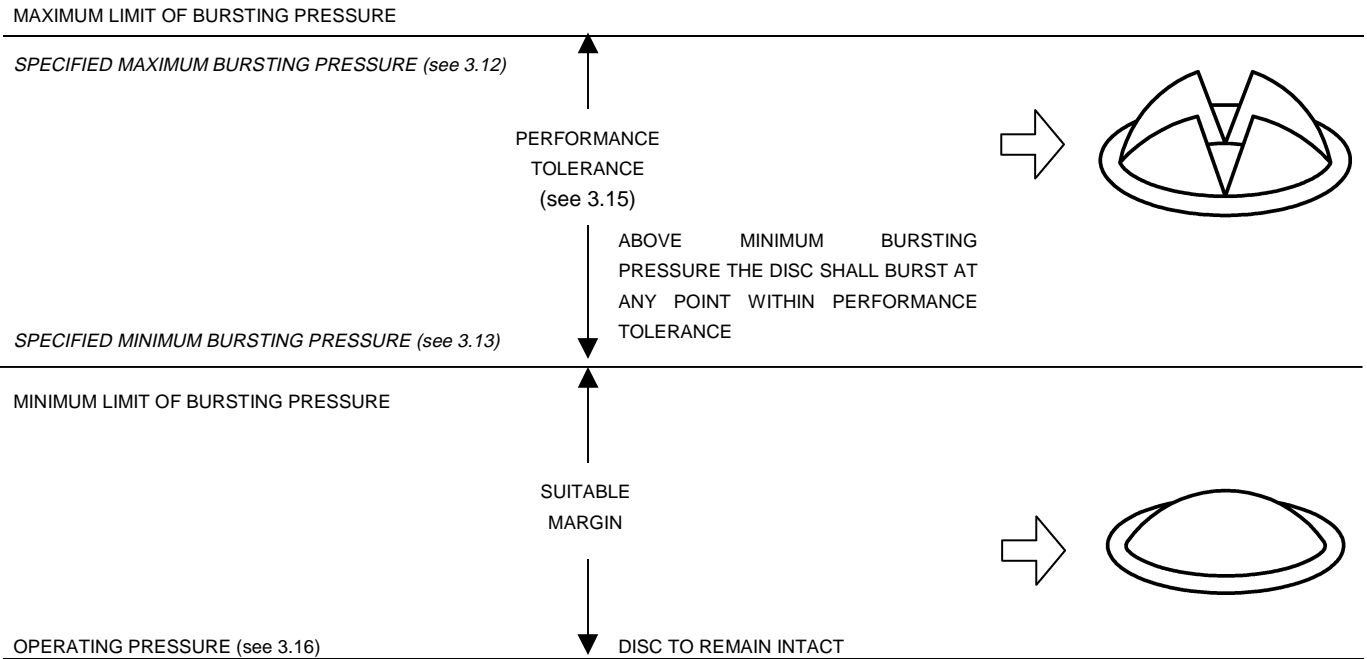 MAXIMUM LIMIT OF BURSTING PRESSURE
SPECIFIED MAXIMUM BURSTING PRESSURE (see 3.12)
PERFORMANCE
TOLERANCE
(see 3.15)
ABOVE MINIMUM BURSTING
PRESSURE THE DISC SHALL BURST AT
ANY POINT WITHIN PERFORMANCE
TOLERANCE
SPECIFIED MINIMUM BURSTING PRESSURE (see 3.13)
MINIMUM LIMIT OF BURSTING PRESSURE
SUITABLE
MARGIN
OPERATING PRESSURE (see 3.16)
DISC TO REMAIN INTACT